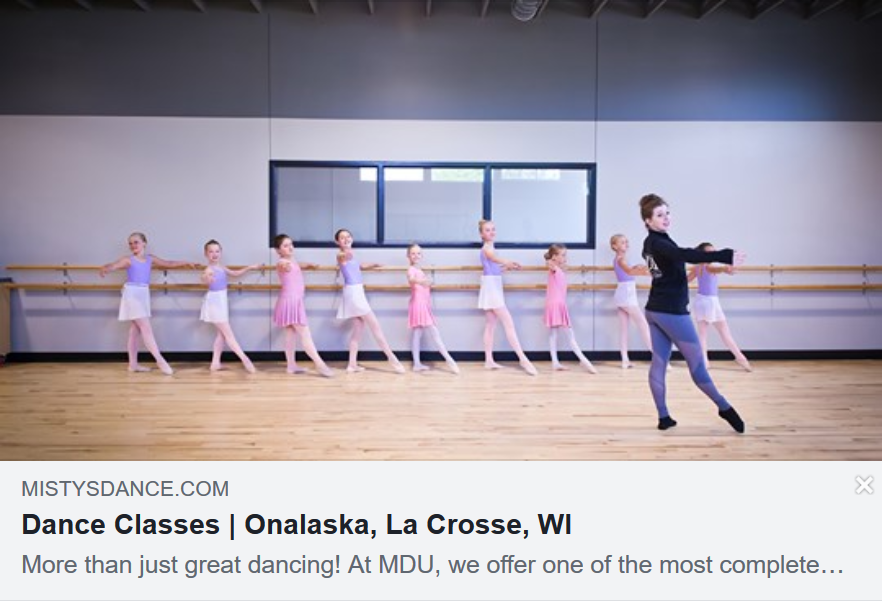 MISTYSDANCE.COM
Dance Classes | Onalaska, La Crosse, WI
More than just great dancing! At MDU, we offer one of the most complete…